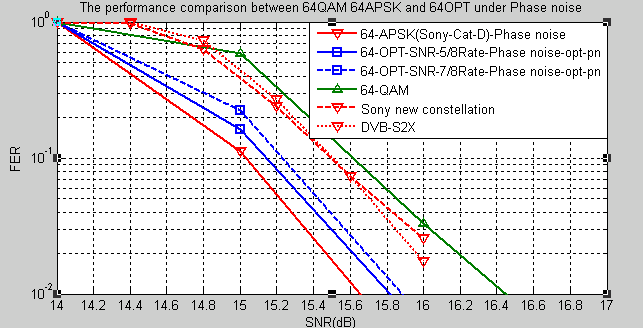 The performance comparison between 64QAM 64APSK and 64OPT under Phase noise
64-APSK(Sony-Cat-D)-Phase noise
64-OPT-SNR-5/8Rate-Phase noise-opt-pn
64-OPT-SNR-7/8Rate-Phase noise-opt-pn
64-QAM
Sony new constellation
DVB-S2X
FER
10^0
10^-1
10^-2
14 14.2 14.4 14.6 14.8 15 15.2 15.4 15.6 15.8 16 16.2 16.4 16.6 16.8 17
SNR(dB)